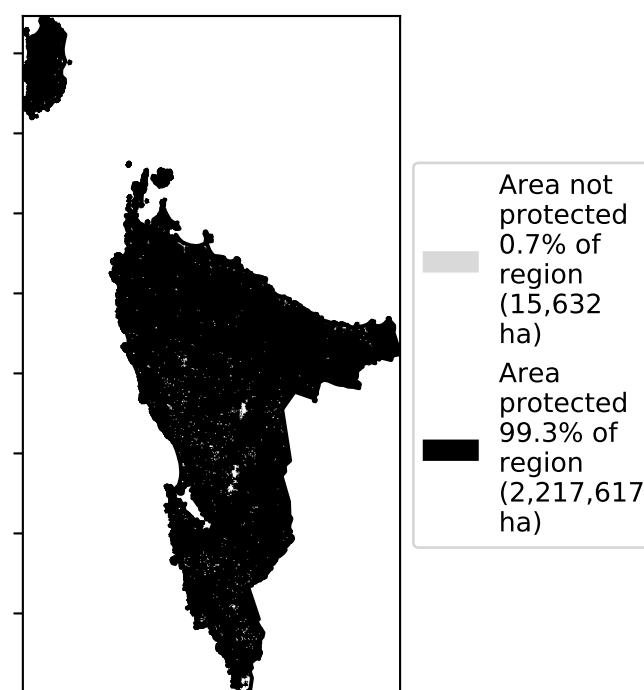 Area not
protected
0.7% of
region
(15,632
ha)
Area
protected
99.3% of
region
(2,217,617
ha)